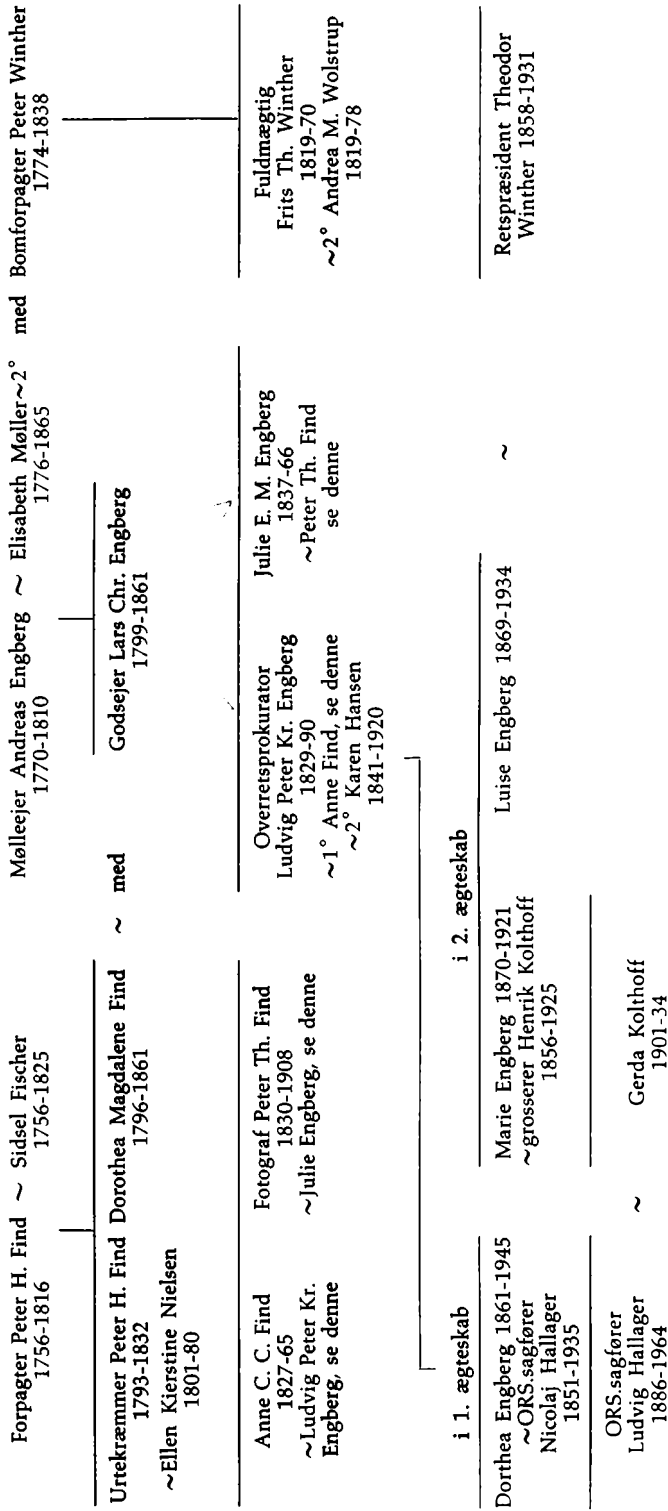 Forpagter Peter H. Find ~ Sidsel Fischer
1756-1816
1756-1825
Mølleejer Andreas Engberg ~ Elisabeth Møller~2° med Bomforpagter Peter Winther
1770-1810
1776-1865
1774-1838
Urtekræmmer Peter H. Find
1793-1832
~Ellen Kierstine Nielsen
1801-80
Dorothea Magdalene Find ~ med
1796-1861
Godsejer Lars Chr. Engberg
1799-1861
Anne C. C. Find
1827-65
~Ludvig Peter Kr.
Engberg, se denne
Fotograf Peter Th. Find
1830-1908
~Julie Engberg, se denne
Overretsprokurator
Ludvig Peter Kr. Engberg
1829-90
~1° Anne Find, se denne
~2° Karen Hansen
1841-1920
Julie E. M. Engberg
1837-66
~Peter Th. Find
se denne
Fuldmægtig
Frits Th. Winther
1819-70
~2° Andrea M. Wolstrup
1819-78
i 1. ægteskab
i 2. ægteskab
Dorthea Engberg 1861-1945
~ORS.sagfører
Nicolaj Hallager
1851-1935
Marie Engberg 1870-1921
~grosserer Henrik Kolthoff
1856-1925
Luise Engberg 1869-1934
~
Retspræsident Theodor
Winther 1858-1931
ORS.sagfører
Ludvig Hallager
1886-1964
~
Gerda Kolthoff
1901-34